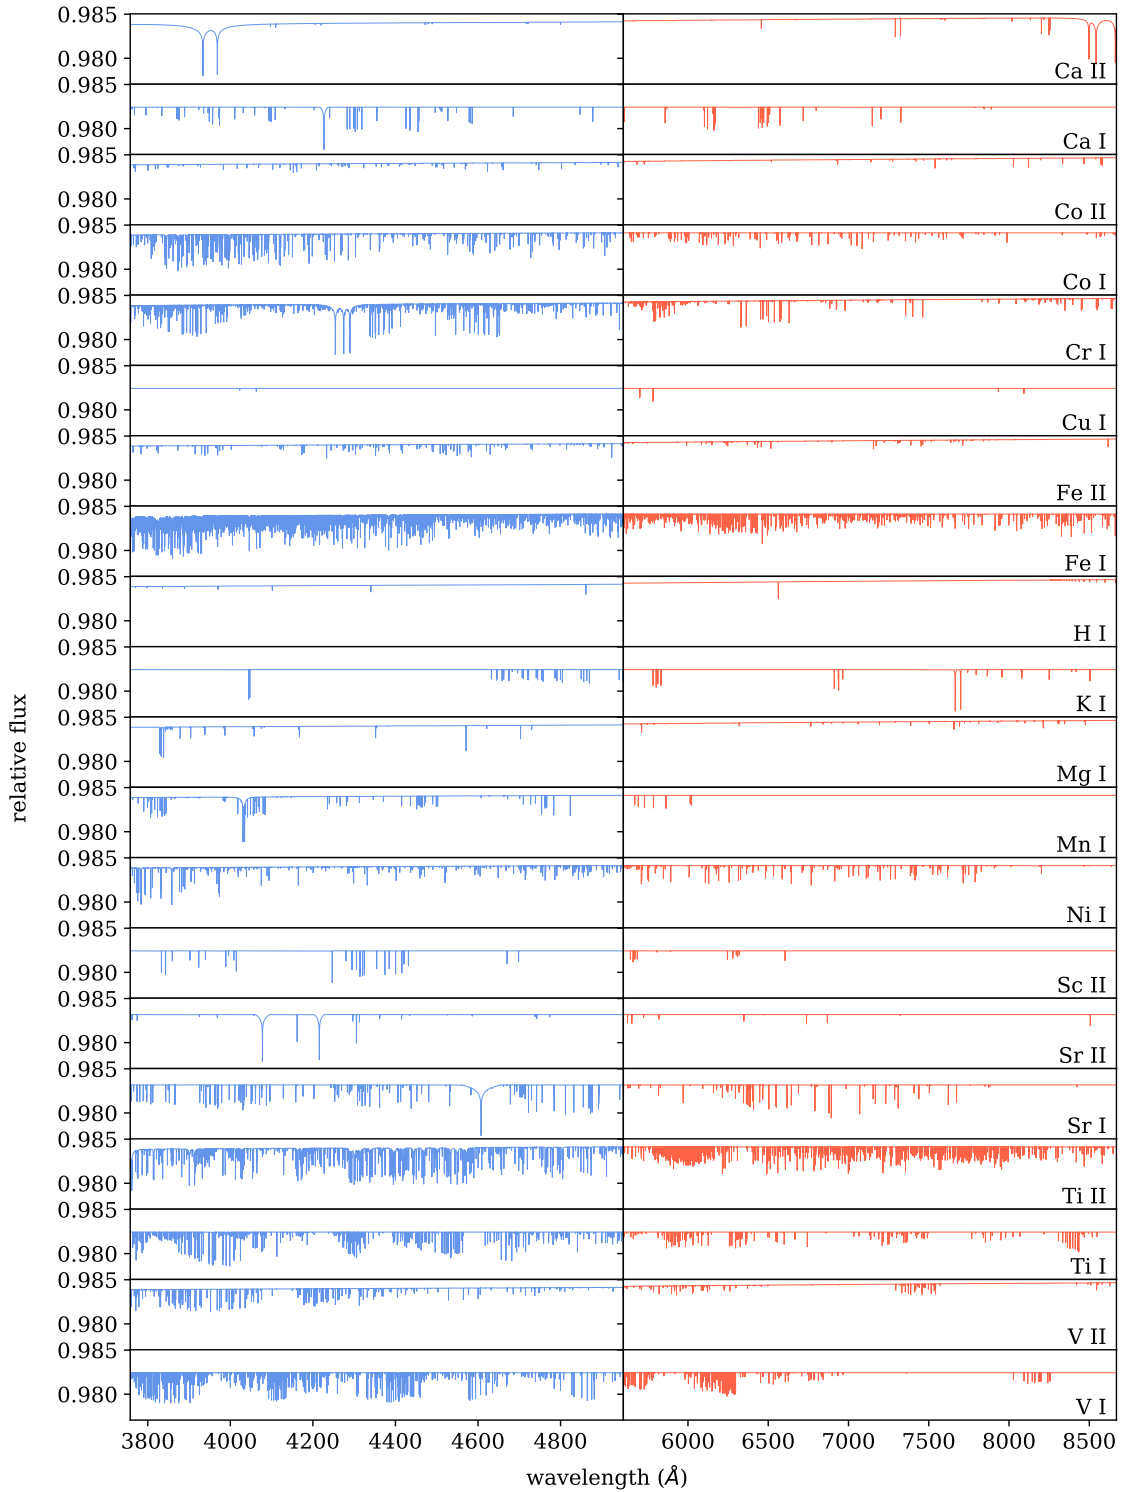 0.985
0.980
Ca II
0.985
0.980
Ca I
0.985
0.980
Co II
0.985
0.980
Co I
0.985
0.980
Cr I
0.985
0.980
Cu I
0.985
0.980
Fe II
0.985
0.980
Fe I
0.985
0.980
H I
0.985
0.980
K I
0.985
0.980
Mg I
0.985
0.980
Mn I
0.985
0.980
Ni I
0.985
0.980
Sc II
0.985
0.980
Sr II
0.985
0.980
Sr I
0.985
0.980
Ti II
0.985
0.980
Ti I
0.985
0.980
V II
0.985
0.980
V I
relative flux
3800 4000 4200 4400 4600 4800 6000 6500 7000 7500 8000 8500
wavelength (Å)